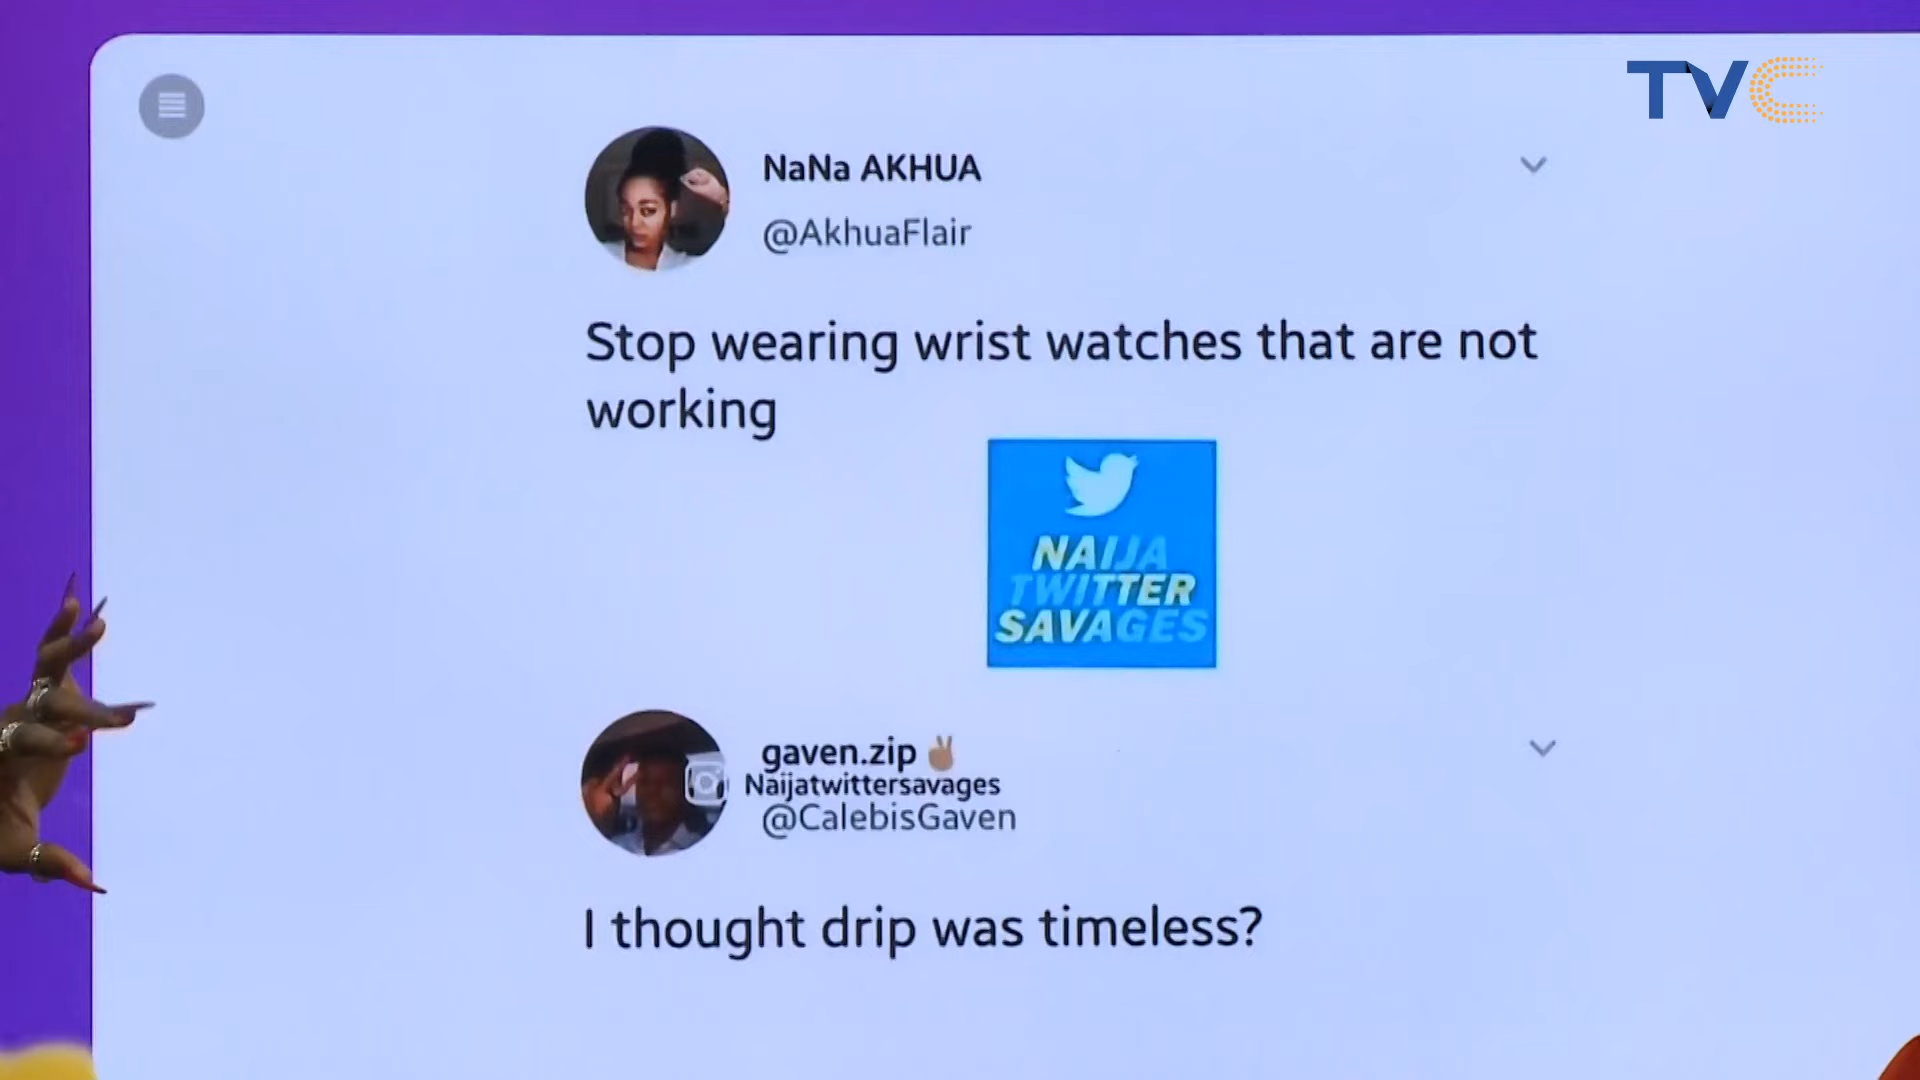 TVC
NaNa AKHUA
@AkhuaFlair
Stop wearing wrist watches that are not
working
NAIJA
TWITTER
SAVAGES
gaven.zip ✌🏽
Naijatwittersavages
@CalebisGaven
I thought drip was timeless?